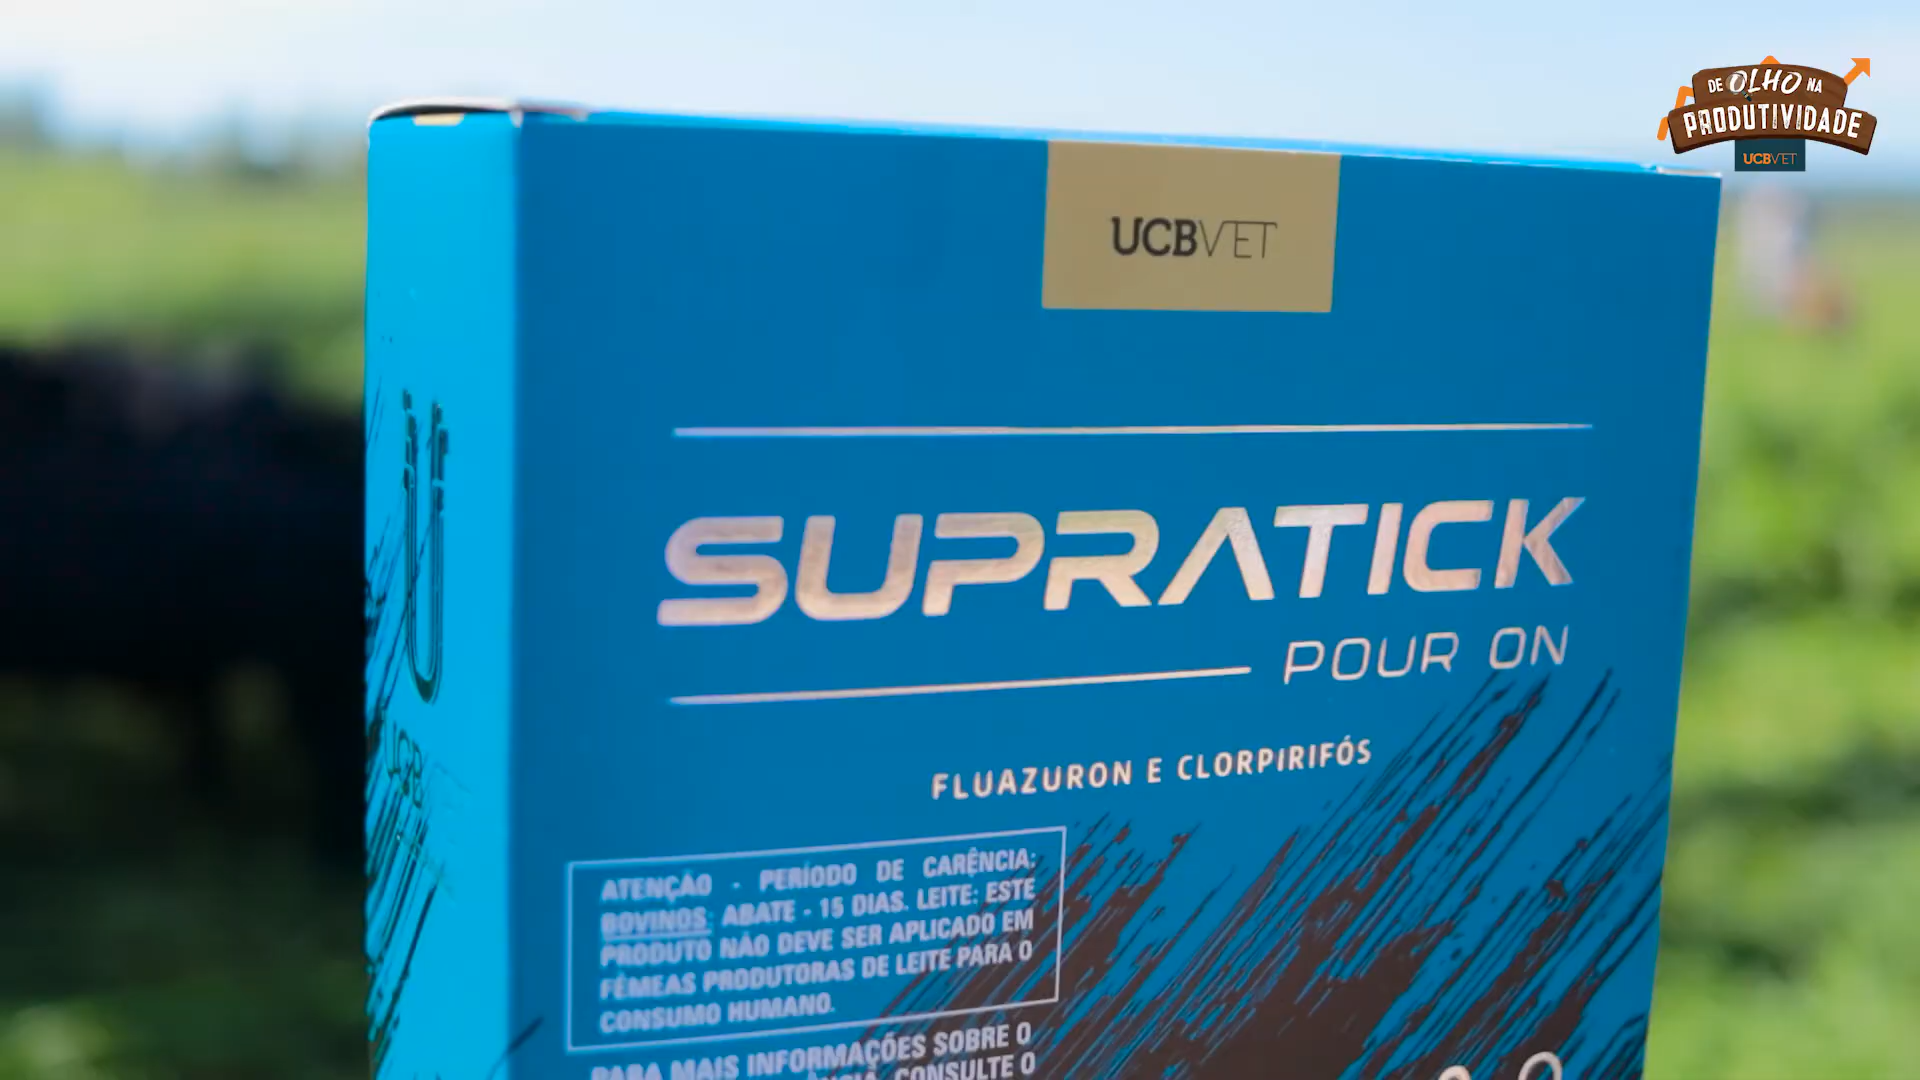 DE OLHO NA
PRODUTIVIDADE
UCBVET
UCBVET
SUPRATICK
POUR ON
FLUAZURON E CLORPIRIFÓS
ATENÇÃO - PERÍODO DE CARÊNCIA:
BOVINOS: ABATE - 15 DIAS. LEITE: ESTE
PRODUTO NÃO DEVE SER APLICADO EM
FÊMEAS PRODUTORAS DE LEITE PARA O
CONSUMO HUMANO.
PARA MAIS INFORMAÇÕES SOBRE O
CONSULTE O
UCB